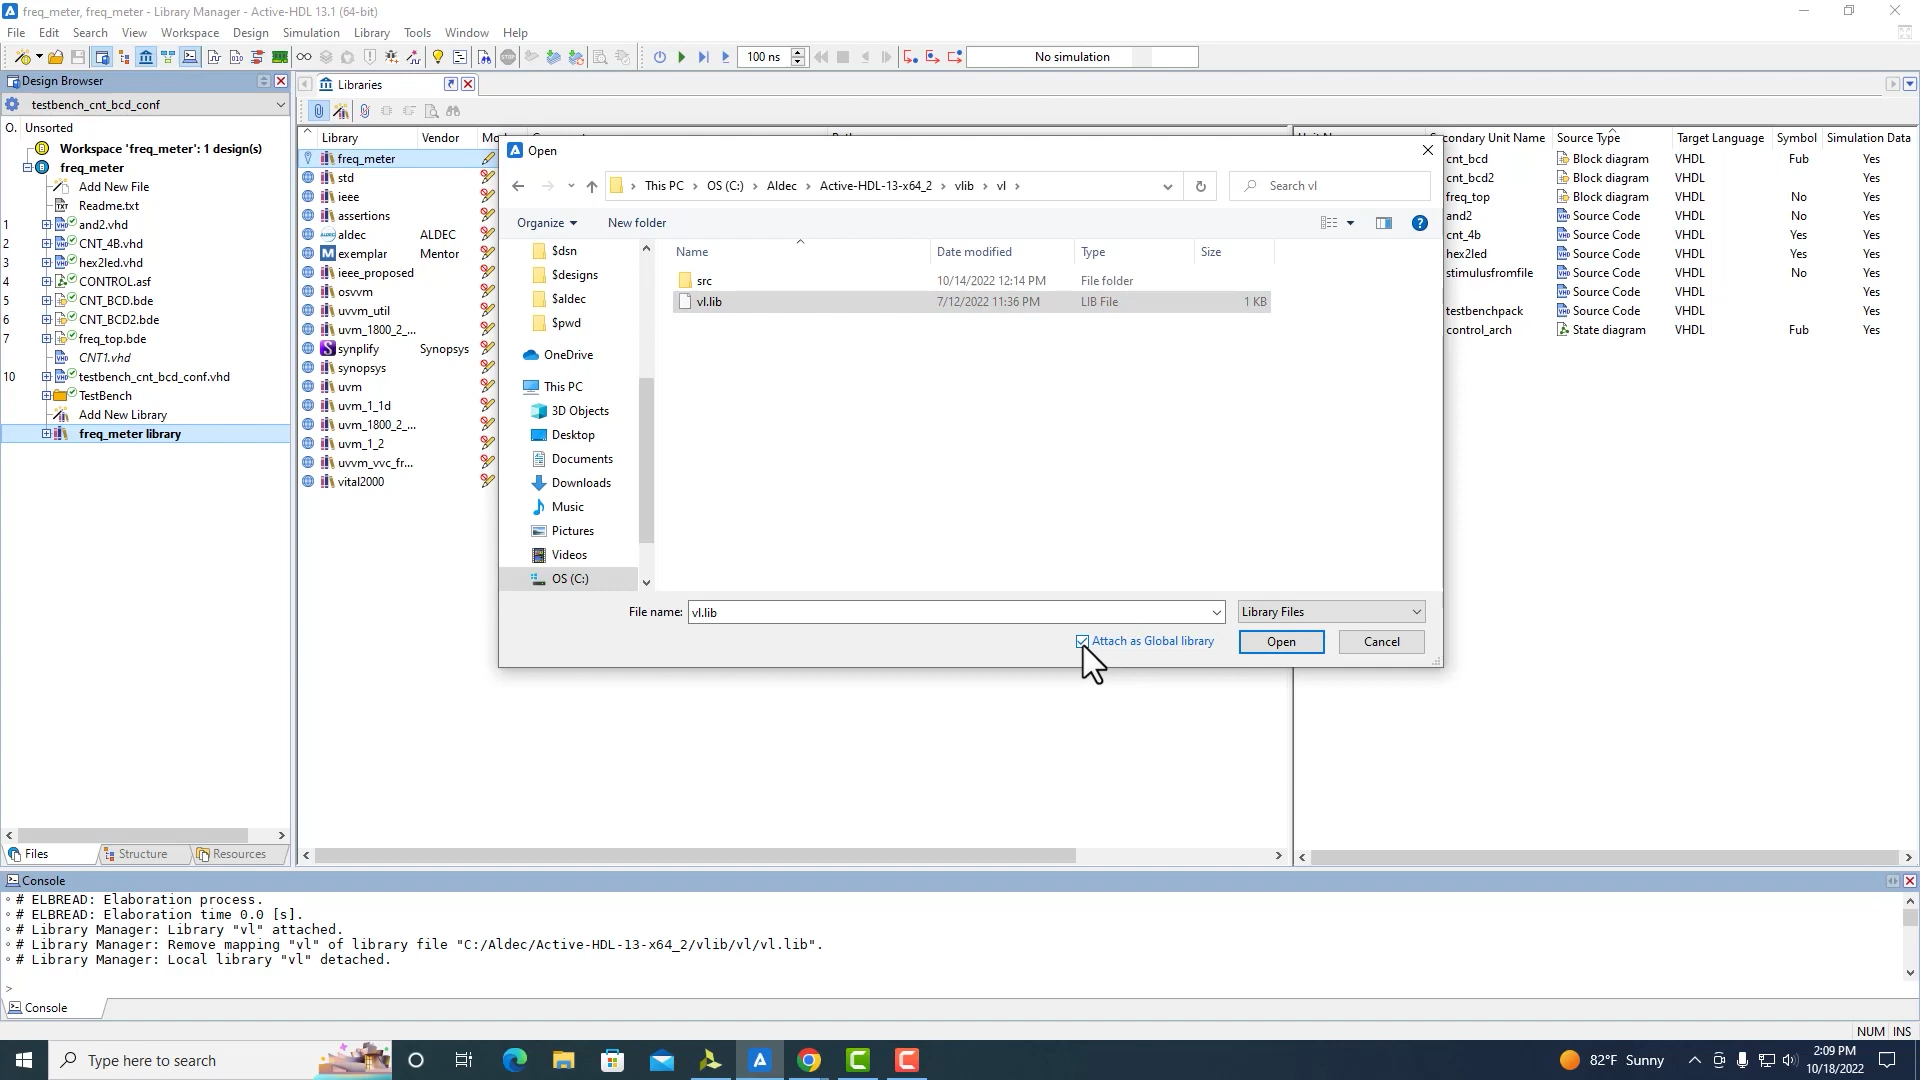 freq_meter, freq_meter - Library Manager - Active-HDL 13.1 (64-bit)
File Edit Search View Workspace Design Simulation Library Tools Window Help
100 ns
No simulation
Design Browser
testbench_cnt_bcd_conf
O. Unsorted
Workspace 'freq_meter': 1 design(s)
freq_meter
Add New File
Readme.txt
1 and2.vhd
2 CNT_4B.vhd
3 hex2led.vhd
4 CONTROL.asf
5 CNT_BCD.bde
6 CNT_BCD2.bde
7 freq_top.bde
CNT1.vhd
10 testbench_cnt_bcd_conf.vhd
TestBench
Add New Library
freq_meter library
Files Structure Resources
Libraries
Library Vendor
freq_meter
std
ieee
assertions
aldec ALDEC
exemplar Mentor
ieee_proposed
osvvm
uvvm_util
uvm_1800_2_...
synplify Synopsys
synopsys
uvm
uvm_1_1d
uvm_1800_2_...
uvm_1_2
uvvm_vvc_fr...
vital2000
Open
This PC > OS (C:) > Aldec > Active-HDL-13-x64_2 > vlib > vl >
Search vl
Organize New folder
$dsn
$designs
$aldec
$pwd
OneDrive
This PC
3D Objects
Desktop
Documents
Downloads
Music
Pictures
Videos
OS (C:)
Name Date modified Type Size
src 10/14/2022 12:14 PM File folder
vl.lib 7/12/2022 11:36 PM LIB File 1 KB
File name: vl.lib
Library Files
Attach as Global library
Open Cancel
Secondary Unit Name Source Type Target Language Symbol Simulation Data
cnt_bcd Block diagram VHDL Fub Yes
cnt_bcd2 Block diagram VHDL Yes
freq_top Block diagram VHDL No Yes
and2 Source Code VHDL No Yes
cnt_4b Source Code VHDL Yes Yes
hex2led Source Code VHDL Yes Yes
stimulusfromfile Source Code VHDL No Yes
Source Code VHDL Yes
testbenchpack Source Code VHDL Yes
control_arch State diagram VHDL Fub Yes
Console
# ELBREAD: Elaboration process.
# ELBREAD: Elaboration time 0.0 [s].
# Library Manager: Library "vl" attached.
# Library Manager: Remove mapping "vl" of library file "C:/Aldec/Active-HDL-13-x64_2/vlib/vl/vl.lib".
# Library Manager: Local library "vl" detached.
>
Console
NUM INS
Type here to search
82°F Sunny
2:09 PM
10/18/2022